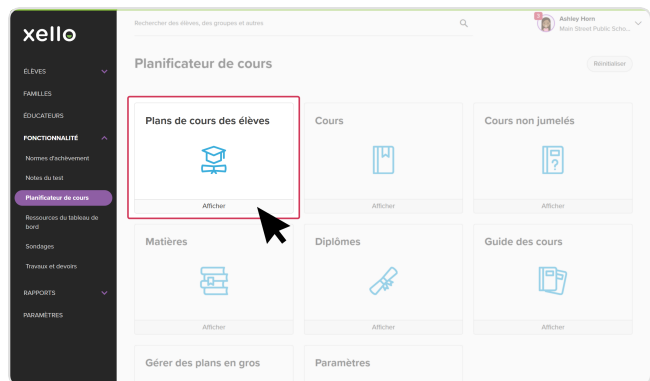 xello
Rechercher des élèves, des groupes et autres
3
Ashley Horn
Main Street Public Scho...
ÉLÈVES
FAMILLES
ÉDUCATEURS
FONCTIONNALITÉ
Normes d'achèvement
Notes du test
Planificateur de cours
Ressources du tableau de
bord
Sondages
Travaux et devoirs
RAPPORTS
PARAMÈTRES
Planificateur de cours
Réinitialiser
Plans de cours des élèves
Afficher
Cours
Afficher
Cours non jumelés
?
Afficher
Matières
Afficher
Diplômes
Afficher
Guide des cours
Afficher
Gérer des plans en gros
Paramètres